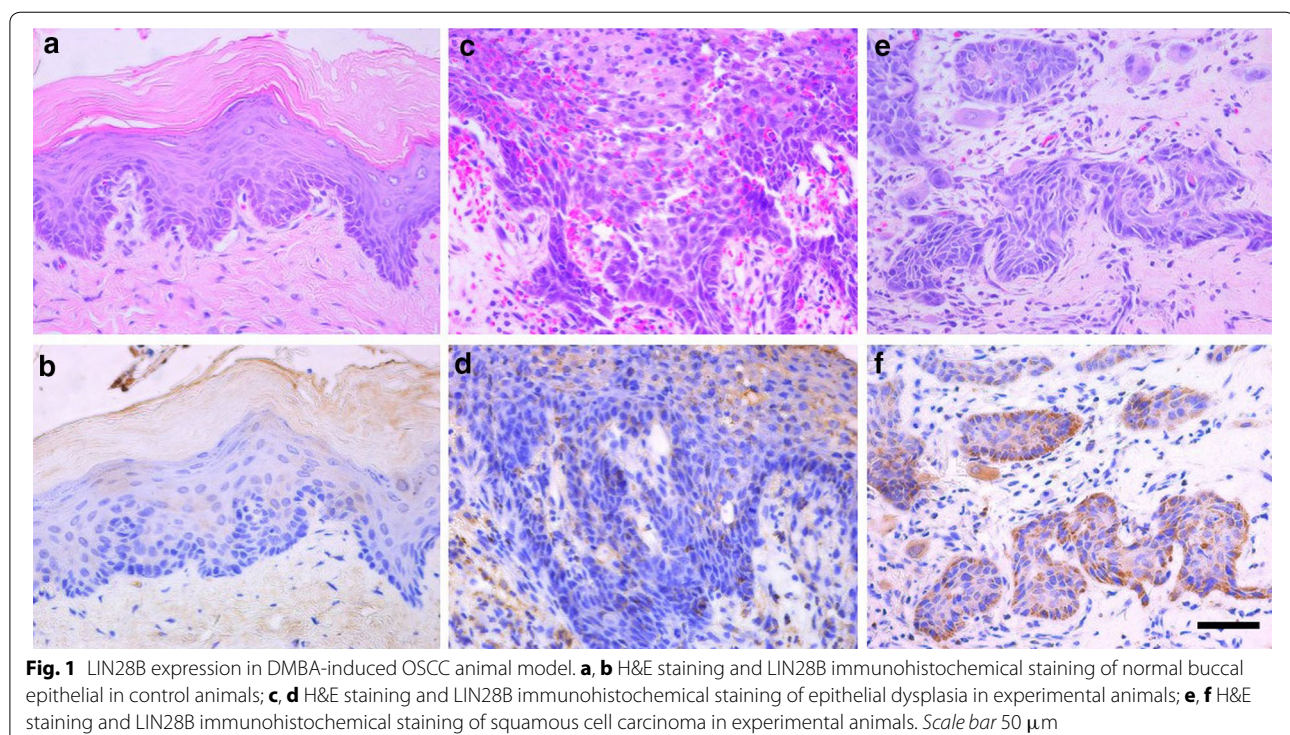 a
c
e
b
d
f
Fig. 1 LIN28B expression in DMBA-induced OSCC animal model. a, b H&E staining and LIN28B immunohistochemical staining of normal buccal
epithelial in control animals; c, d H&E staining and LIN28B immunohistochemical staining of epithelial dysplasia in experimental animals; e, f H&E
staining and LIN28B immunohistochemical staining of squamous cell carcinoma in experimental animals. Scale bar 50 μm